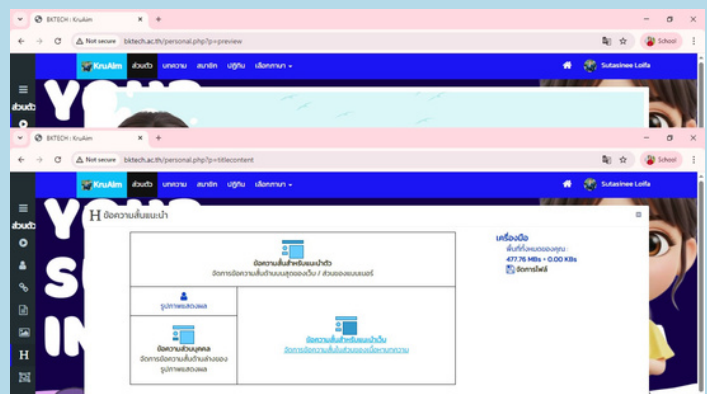 BKTECH : KruAim
Not secure bktech.ac.th/personal.php?p=preview School
KruAim ส่วนตัว บทความ สมาชิก ปฏิทิน เลือกภาษา Sutasinee Loifa
ส่วนตัว
YO
BKTECH : KruAim
Not secure bktech.ac.th/personal.php?p=titlecontent School
KruAim ส่วนตัว บทความ สมาชิก ปฏิทิน เลือกภาษา Sutasinee Loifa
ส่วนตัว
H ข้อความสั้นแนะนำ
ข้อความสั้นสำหรับแนะนำตัว
จัดการข้อความสั้นด้านบนสุดของเว็บ / ส่วนของแบนเนอร์
รูปภาพแสดงผล
ข้อความส่วนบุคคล
จัดการข้อความสั้นด้านล่างของ
รูปภาพแสดงผล
ข้อความสั้นสำหรับแนะนำเว็บ
จัดการข้อความสั้นในส่วนของเนื้อหาบทความ
เครื่องมือ
พื้นที่ทั้งหมดของคุณ :
477.76 MBs - 0.00 KBs
จัดการไฟล์
S
IN
H